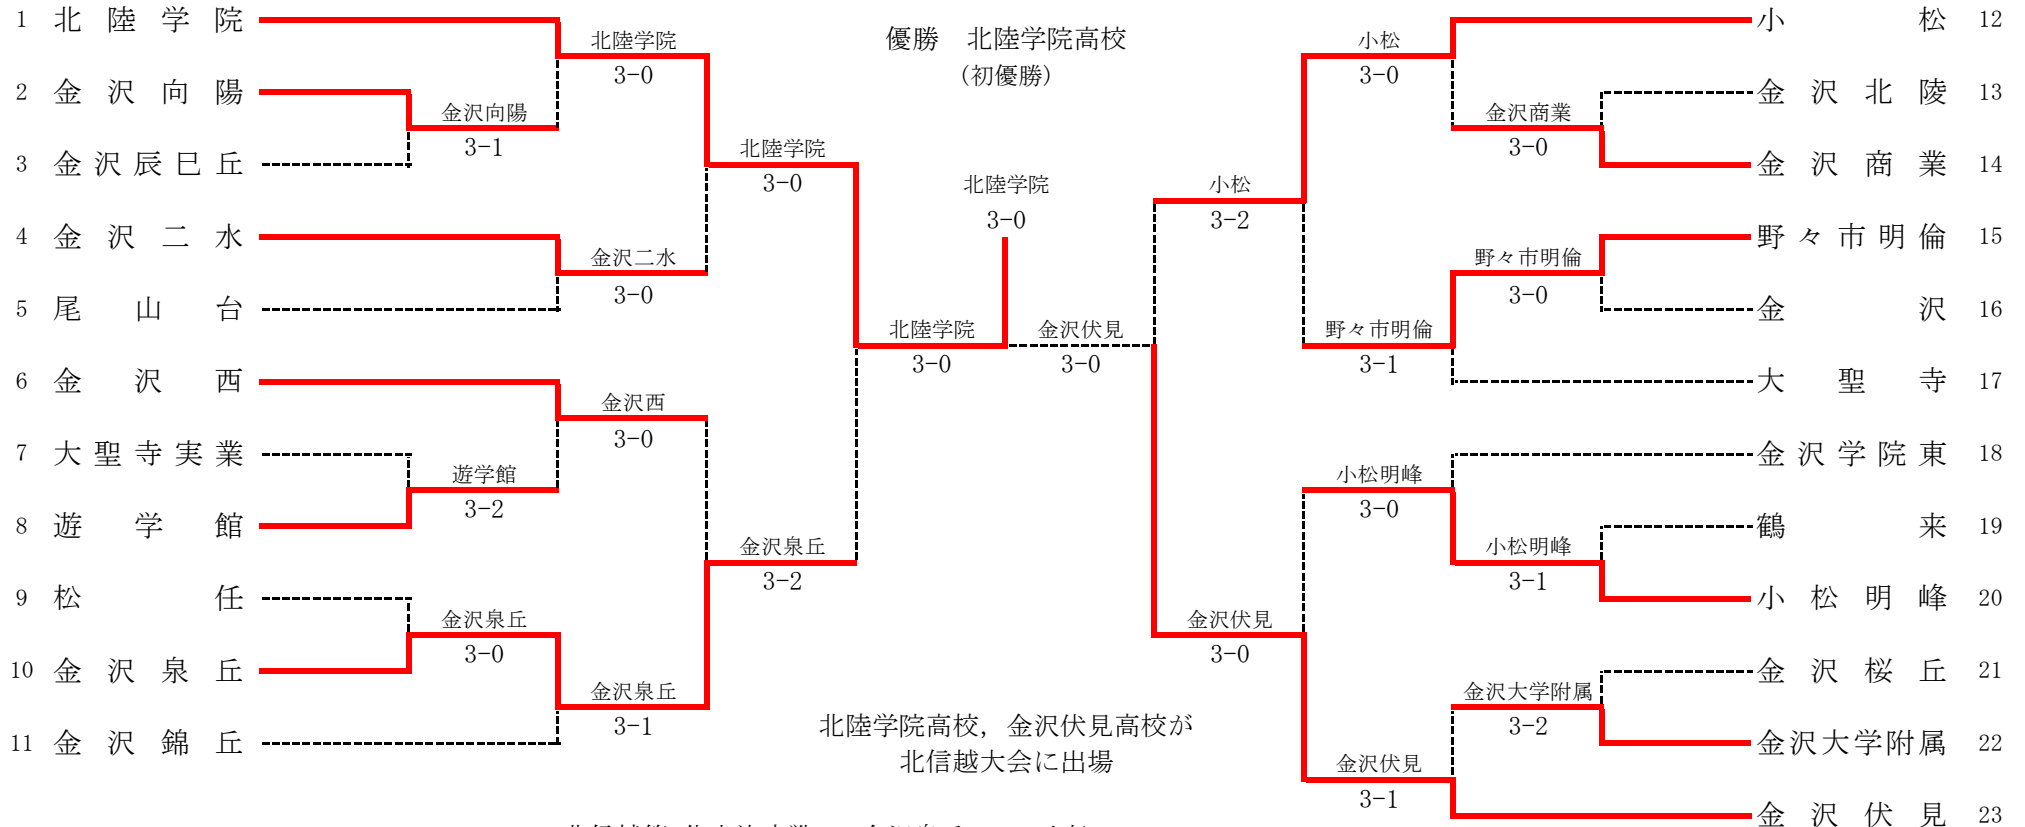 1 北陸学院
2 金沢向陽
3 金沢辰巳丘
4 金沢二水
5 尾山台
6 金沢西
7 大聖寺実業
8 遊学館
9 松任
10 金沢泉丘
11 金沢錦丘
金沢向陽
3-1
遊学館
3-2
金沢泉丘
3-0
北陸学院
3-0
金沢二水
3-0
金沢西
3-0
金沢泉丘
3-1
北陸学院
3-0
金沢泉丘
3-2
北陸学院
3-0
優勝 北陸学院高校
(初優勝)
北陸学院
3-0
北陸学院高校，金沢伏見高校が
北信越大会に出場
金沢伏見
3-0
小松
3-2
金沢伏見
3-0
小松
3-0
野々市明倫
3-1
小松明峰
3-0
金沢伏見
3-1
金沢商業
3-0
野々市明倫
3-0
小松明峰
3-1
金沢大学附属
3-2
小松 12
金沢北陵 13
金沢商業 14
野々市明倫 15
金沢 16
大聖寺 17
金沢学院東 18
鶴来 19
小松明峰 20
金沢桜丘 21
金沢大学附属 22
金沢伏見 23